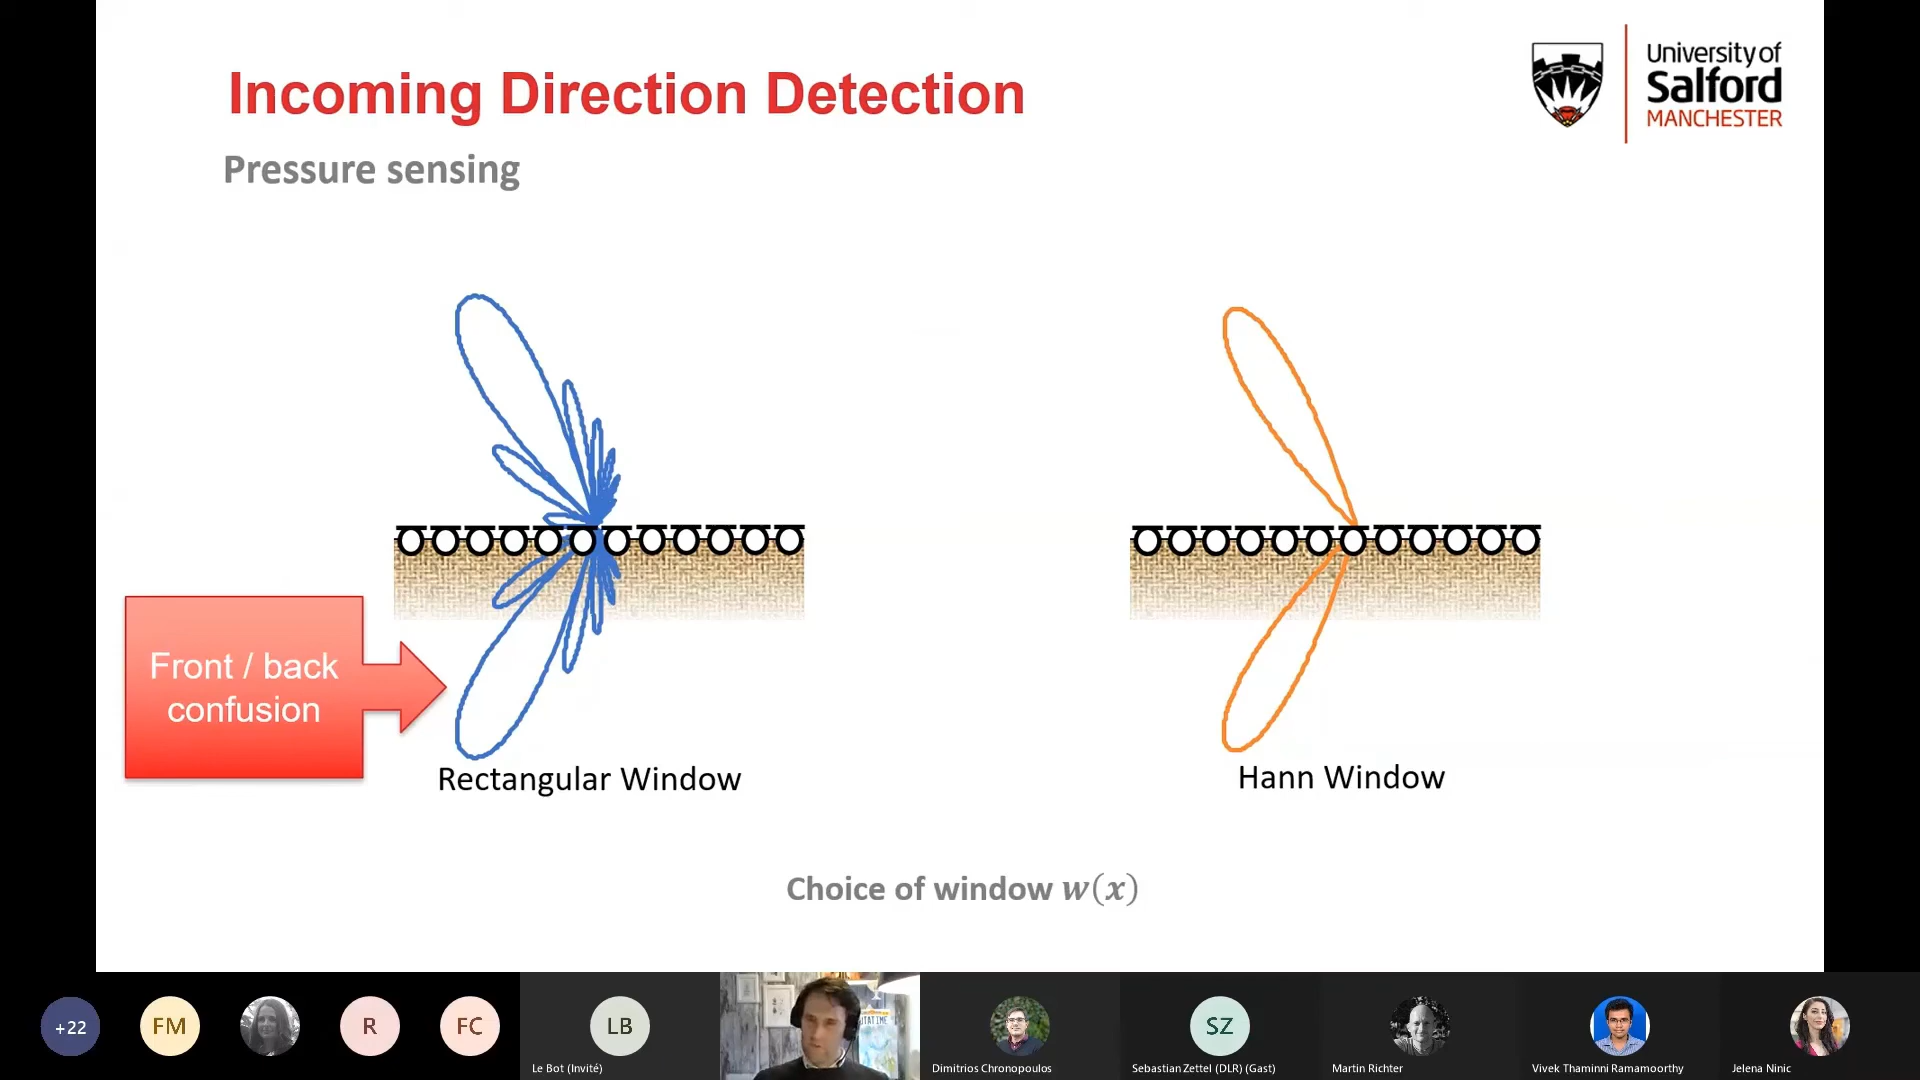 Incoming Direction Detection
University of
Salford
MANCHESTER
Pressure sensing
Front / back
confusion
Rectangular Window
Hann Window
Choice of window w(x)
+22
FM
R
FC
LB
SZ
Le Bot (Invité)
Dimitrios Chronopoulos
Sebastian Zettel (DLR) (Gast)
Martin Richter
Vivek Thaminni Ramamoorthy
Jelena Ninic